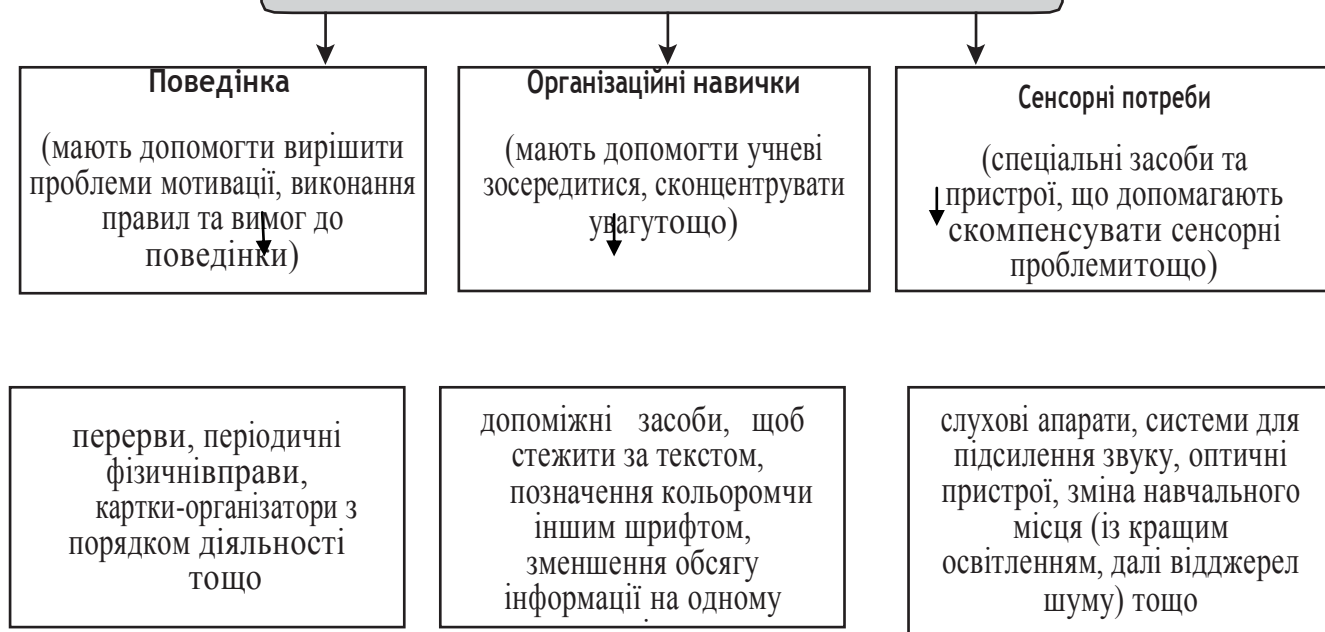 Поведінка
(мають допомогти вирішити
проблеми мотивації, виконання
правил та вимог до
поведінки)
Організаційні навички
(мають допомогти учневі
зосередитися, сконцентрувати
увагутощо)
Сенсорні потреби
(спеціальні засоби та
пристрої, що допомагають
скомпенсувати сенсорні
проблемитощо)
перерви, періодичні
фізичнівправи,
картки-організатори з
порядком діяльності
тощо
допоміжні засоби, щоб
стежити за текстом,
позначення кольоромчи
іншим шрифтом,
зменшення обсягу
інформації на одному
слухові апарати, системи для
підсилення звуку, оптичні
пристрої, зміна навчального
місця (із кращим
освітленням, далі відджерел
шуму) тощо